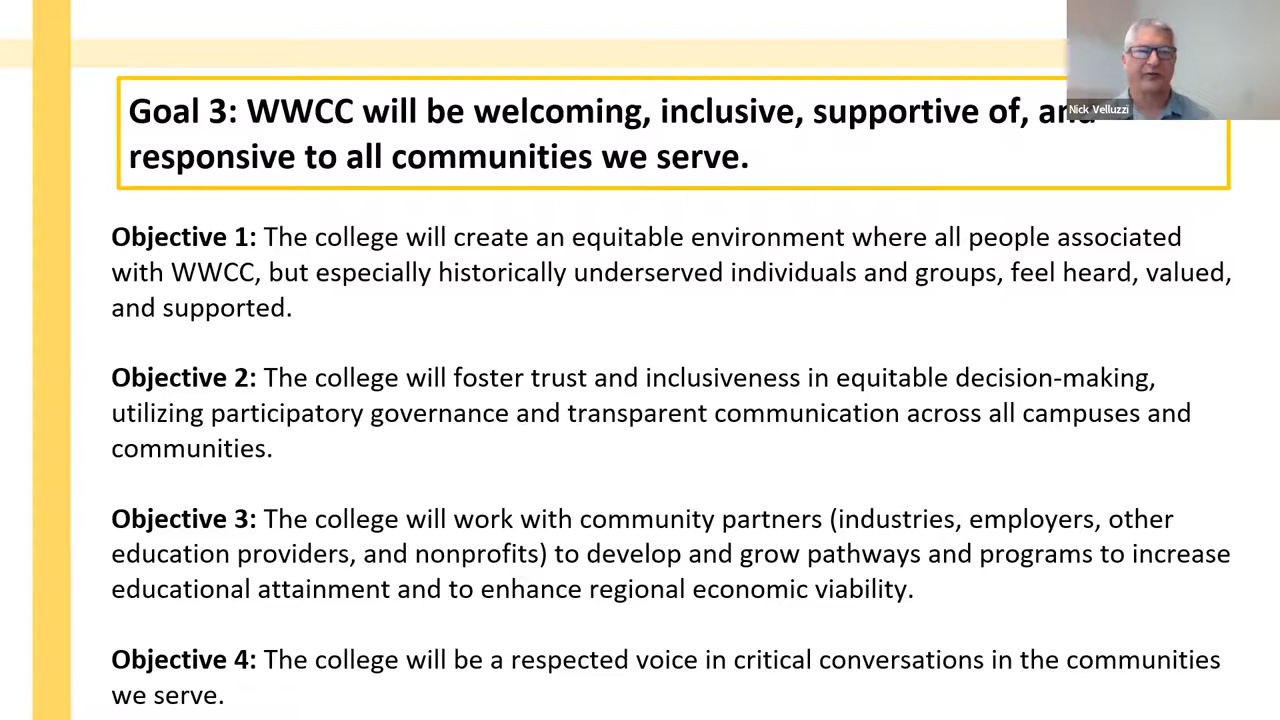 Goal 3: WWCC will be welcoming, inclusive, supportive of, and
Nick Velluzzi
responsive to all communities we serve.
Objective 1: The college will create an equitable environment where all people associated
with WWCC, but especially historically underserved individuals and groups, feel heard, valued,
and supported.
Objective 2: The college will foster trust and inclusiveness in equitable decision-making,
utilizing participatory governance and transparent communication across all campuses and
communities.
Objective 3: The college will work with community partners (industries, employers, other
education providers, and nonprofits) to develop and grow pathways and programs to increase
educational attainment and to enhance regional economic viability.
Objective 4: The college will be a respected voice in critical conversations in the communities
we serve.